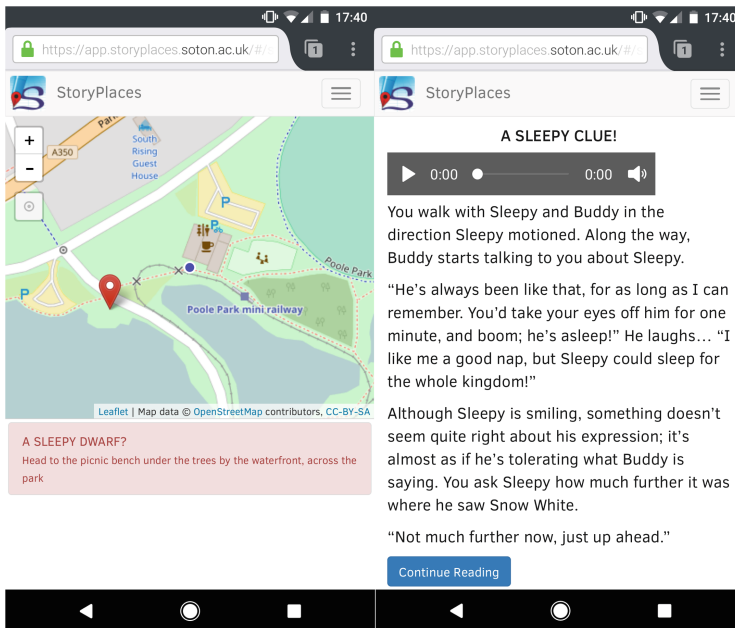 17:40
https://app.storyplaces.soton.ac.uk/#/s
1
StoryPlaces
+
-
A350
South
Rising
Guest
House
P
P
P
Poole Park
Poole Park mini railway
Leaflet | Map data © OpenStreetMap contributors, CC-BY-SA
A SLEEPY DWARF?
Head to the picnic bench under the trees by the waterfront, across the
park
17:40
https://app.storyplaces.soton.ac.uk/#/
1
StoryPlaces
A SLEEPY CLUE!
0:00 0:00
You walk with Sleepy and Buddy in the
direction Sleepy motioned. Along the way,
Buddy starts talking to you about Sleepy.
“He’s always been like that, for as long as I can
remember. You’d take your eyes off him for one
minute, and boom; he’s asleep!” He laughs... “I
like me a good nap, but Sleepy could sleep for
the whole kingdom!”
Although Sleepy is smiling, something doesn’t
seem quite right about his expression; it’s
almost as if he’s tolerating what Buddy is
saying. You ask Sleepy how much further it was
where he saw Snow White.
“Not much further now, just up ahead.”
Continue Reading